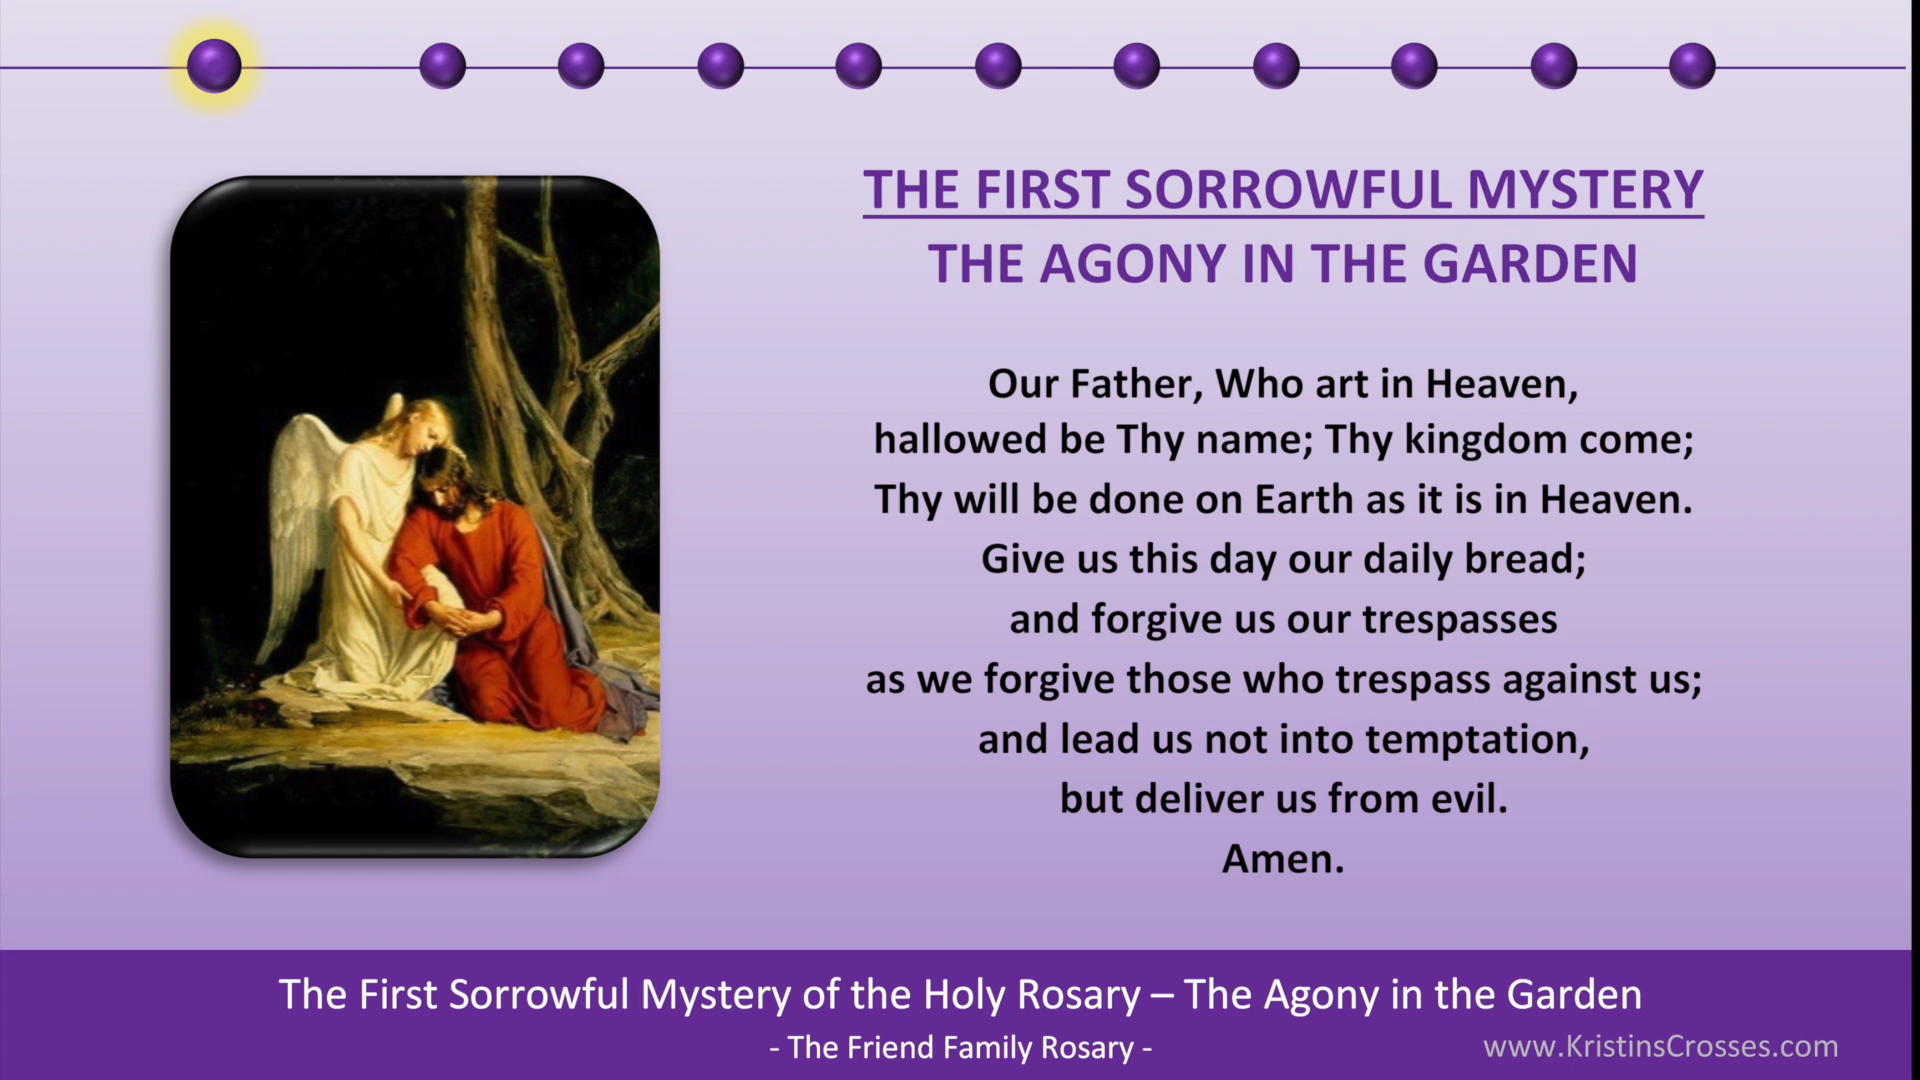 THE FIRST SORROWFUL MYSTERY
THE AGONY IN THE GARDEN
Our Father, Who art in Heaven,
hallowed be Thy name; Thy kingdom come;
Thy will be done on Earth as it is in Heaven.
Give us this day our daily bread;
and forgive us our trespasses
as we forgive those who trespass against us;
and lead us not into temptation,
but deliver us from evil.
Amen.
The First Sorrowful Mystery of the Holy Rosary – The Agony in the Garden
- The Friend Family Rosary -
www.KristinsCrosses.com